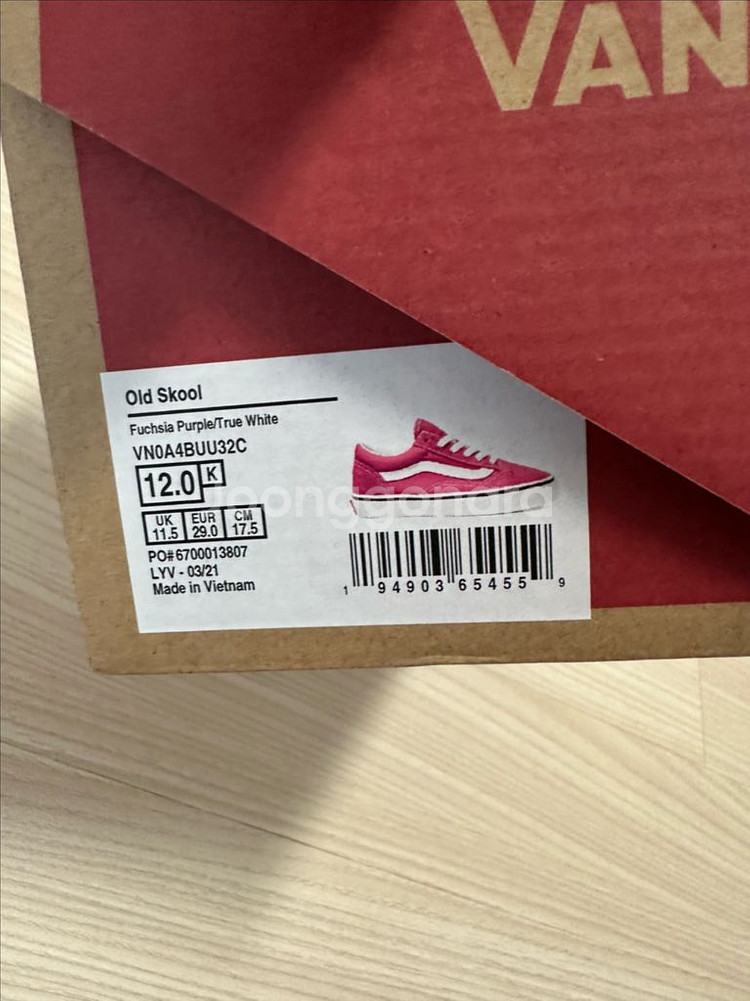 VAN
Old Skool
Fuchsia Purple/True White
VN0A4BUU32C
12.0 K
UK EUR CM
11.5 29.0 17.5
PO#6700013807
LYV - 03/21
Made in Vietnam
1 94903 65455 9
joonggonara